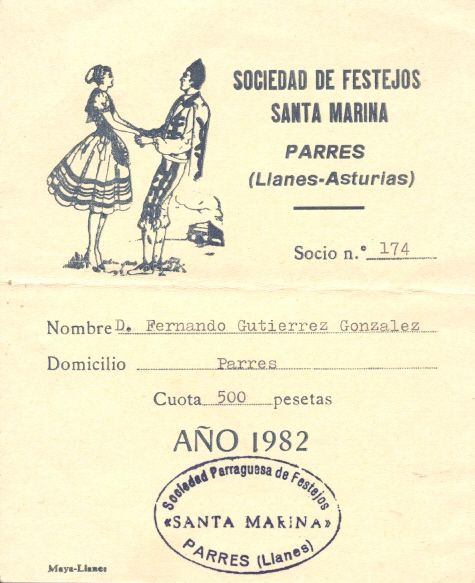 SOCIEDAD DE FESTEJOS
SANTA MARINA
PARRES
(Llanes-Asturias)
Socio n.º 174
Nombre D. Fernando Gutierrez Gonzalez
Domicilio Parres
Cuota 500 pesetas
AÑO 1982
Sociedad Parraguesa de Festejos
«SANTA MARINA»
PARRES (Llanes)
Maya-Llanes